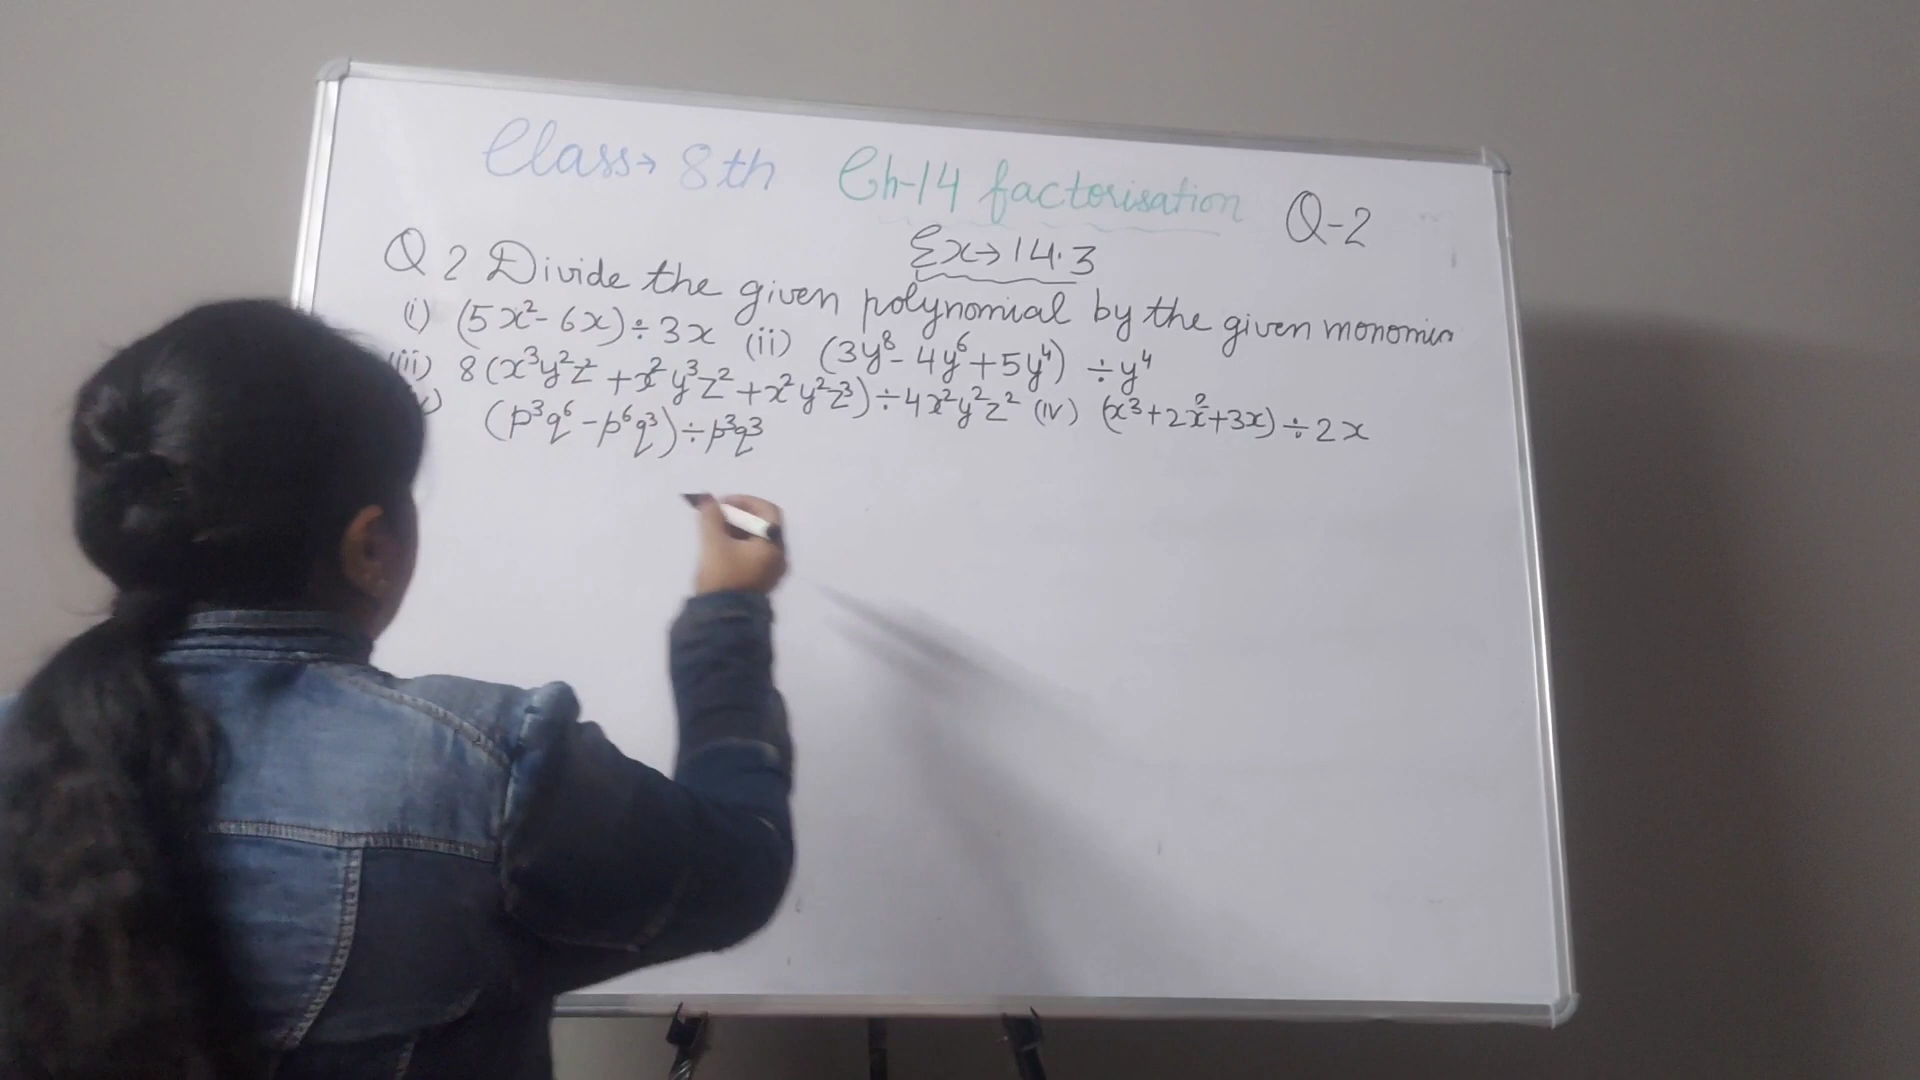 Class→ 8th Ch-14 factorisation Q-2
Ex→14.3
Q 2 Divide the given polynomial by the given monomia
(i) (5x²-6x)÷3x (ii) (3y⁸-4y⁶+5y⁴) ÷y⁴
(iii) 8(x³y²z²+x²y³z²+x²y²z³)÷4x²y²z² (iv) (x³+2x²+3x)÷2x
(p³q⁶-p⁶q³)÷p³q³